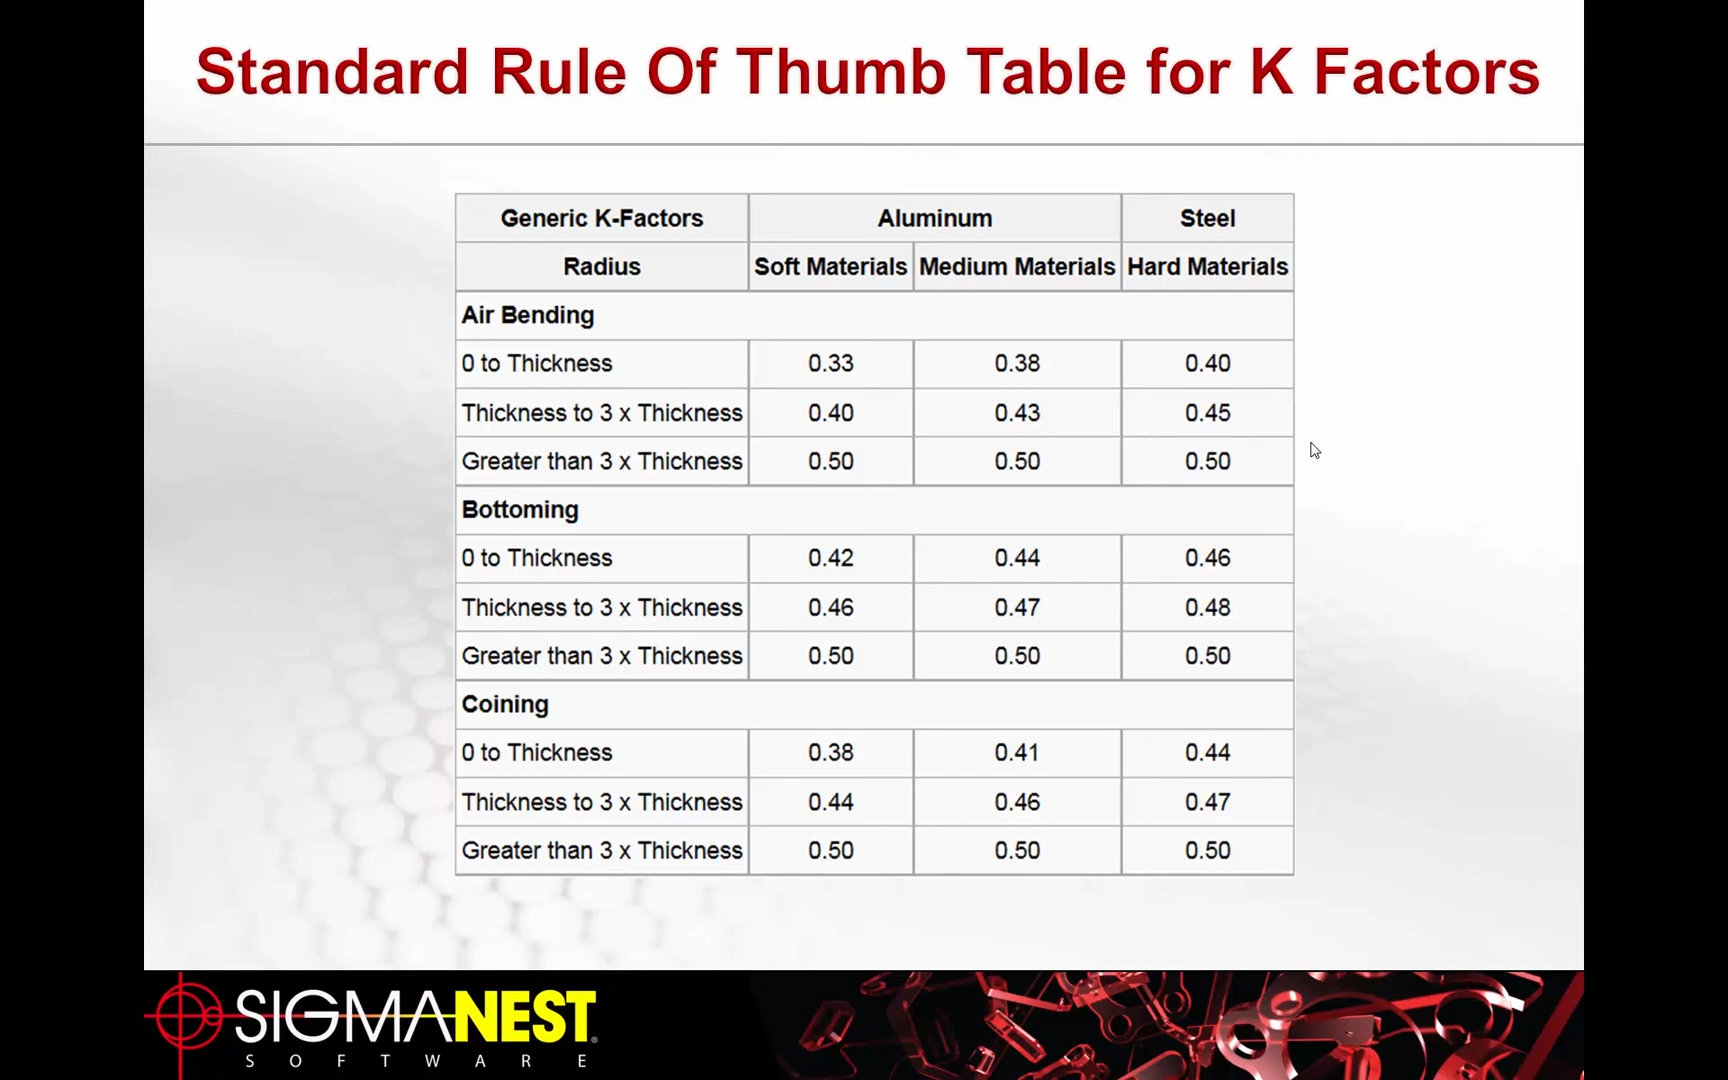 Standard Rule Of Thumb Table for K Factors
Generic K-Factors Aluminum Steel
Radius Soft Materials Medium Materials Hard Materials
Air Bending
0 to Thickness 0.33 0.38 0.40
Thickness to 3 x Thickness 0.40 0.43 0.45
Greater than 3 x Thickness 0.50 0.50 0.50
Bottoming
0 to Thickness 0.42 0.44 0.46
Thickness to 3 x Thickness 0.46 0.47 0.48
Greater than 3 x Thickness 0.50 0.50 0.50
Coining
0 to Thickness 0.38 0.41 0.44
Thickness to 3 x Thickness 0.44 0.46 0.47
Greater than 3 x Thickness 0.50 0.50 0.50
SIGMANEST®
SOFTWARE